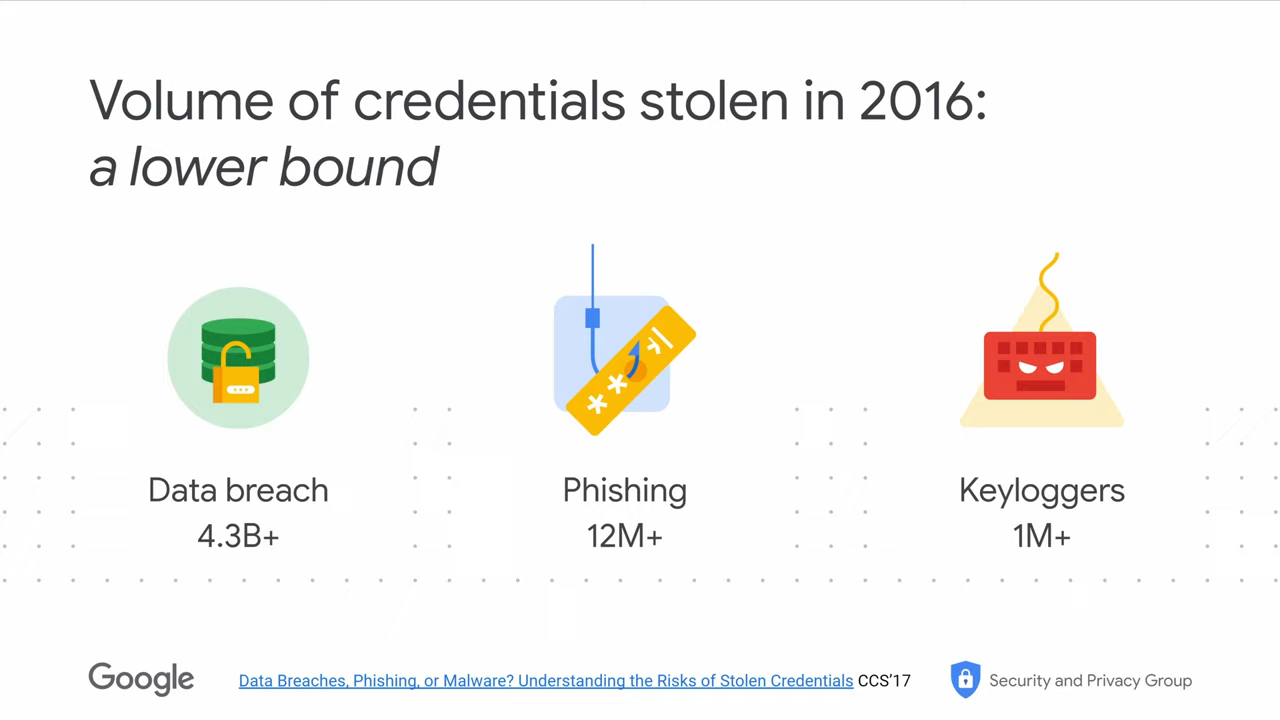 Volume of credentials stolen in 2016:
a lower bound
Data breach
4.3B+
Phishing
12M+
Keyloggers
1M+
Google
Data Breaches, Phishing, or Malware? Understanding the Risks of Stolen Credentials CCS'17
Security and Privacy Group